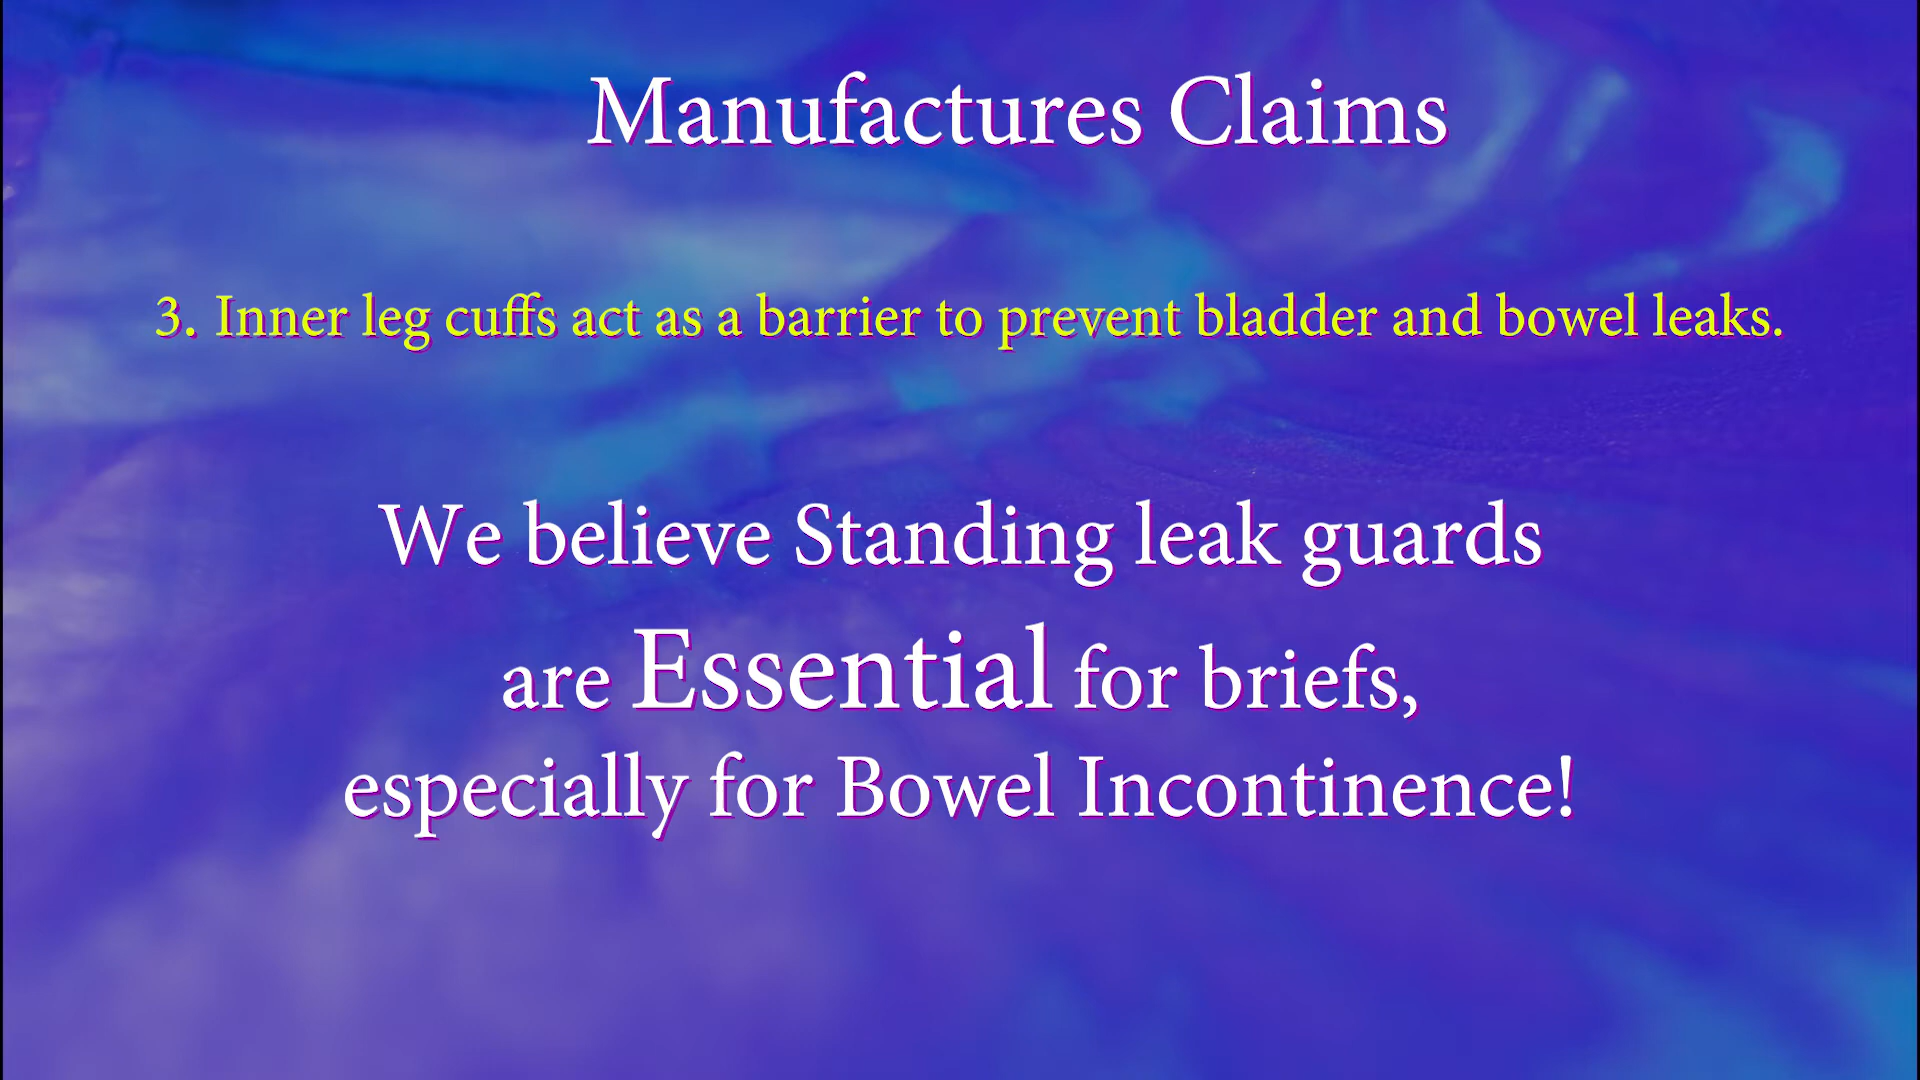 Manufactures Claims
3. Inner leg cuffs act as a barrier to prevent bladder and bowel leaks.
We believe Standing leak guards
are Essential for briefs,
especially for Bowel Incontinence!